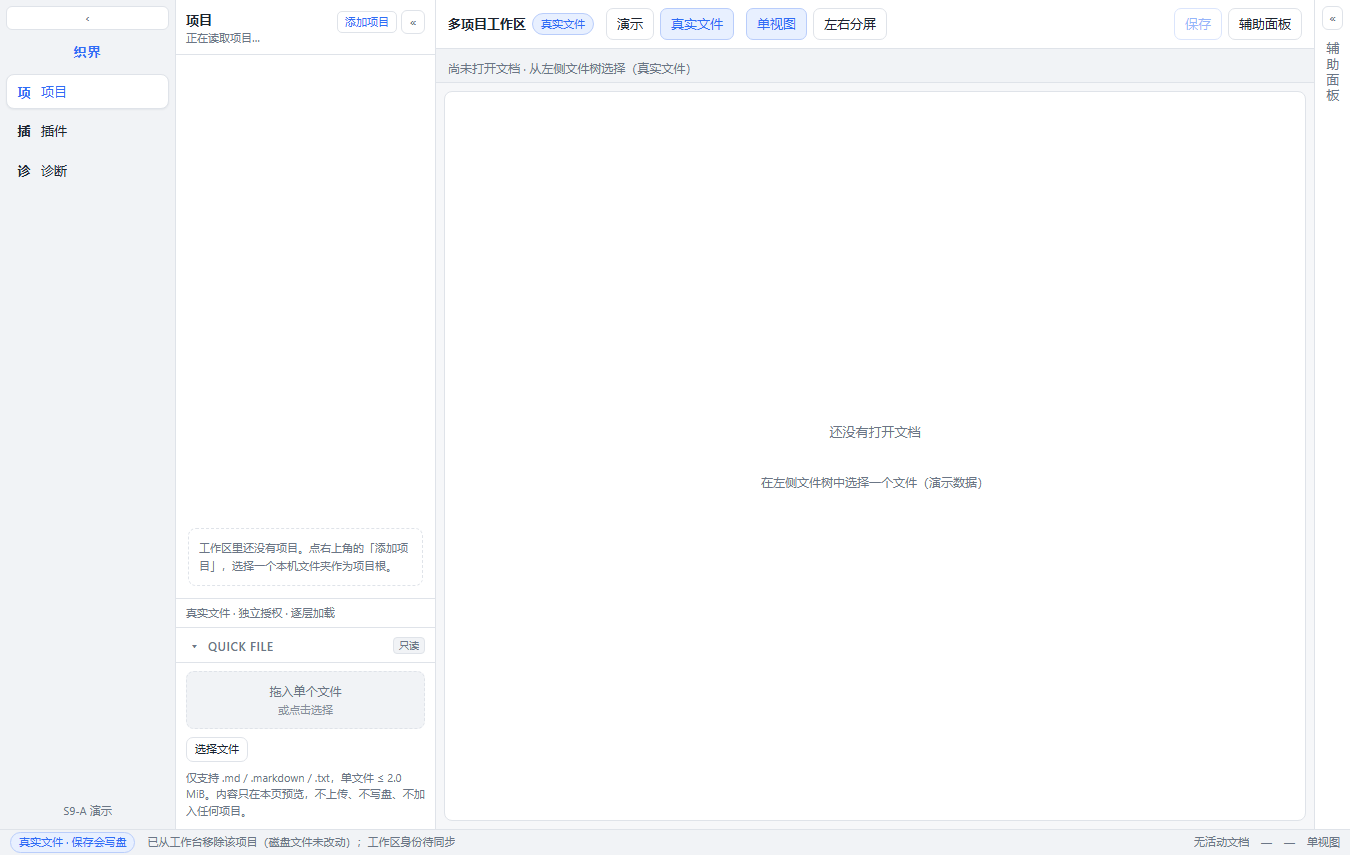 ‹
织界
项 项目
插 插件
诊 诊断
S9-A 演示
项目
正在读取项目...
添加项目
«
工作区里还没有项目。点右上角的「添加项
目」，选择一个本机文件夹作为项目根。
真实文件 · 独立授权 · 逐层加载
QUICK FILE
只读
拖入单个文件
或点击选择
选择文件
仅支持 .md / .markdown / .txt，单文件 ≤ 2.0
MiB。内容只在本页预览，不上传、不写盘、不加
入任何项目。
多项目工作区
真实文件
演示
真实文件
单视图
左右分屏
保存
辅助面板
尚未打开文档 · 从左侧文件树选择（真实文件）
还没有打开文档
在左侧文件树中选择一个文件（演示数据）
«
辅
助
面
板
真实文件 · 保存会写盘
已从工作台移除该项目（磁盘文件未改动）；工作区身份待同步
无活动文档 — — 单视图